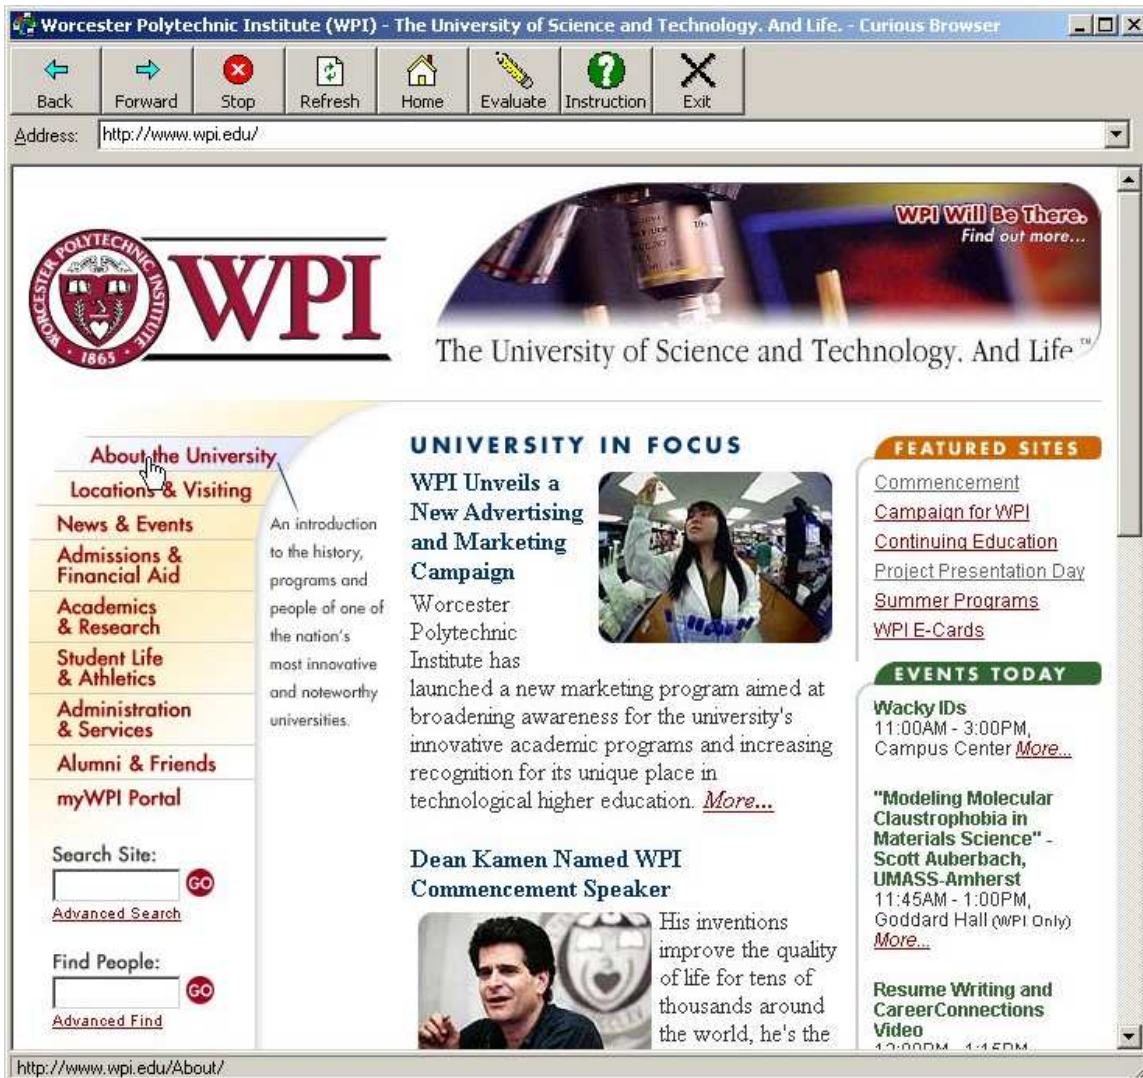 Worcester Polytechnic Institute (WPI) - The University of Science and Technology. And Life. - Curious Browser
Back Forward Stop Refresh Home Evaluate Instruction Exit
Address: http://www.wpi.edu/
WPI Will Be There.
Find out more...
WORCESTER POLYTECHNIC INSTITUTE
1865
WPI
The University of Science and Technology. And Life.™
About the University
Locations & Visiting
News & Events
Admissions &
Financial Aid
Academics
& Research
Student Life
& Athletics
Administration
& Services
Alumni & Friends
myWPI Portal
Search Site:
GO
Advanced Search
Find People:
GO
Advanced Find
An introduction
to the history,
programs and
people of one of
the nation's
most innovative
and noteworthy
universities.
UNIVERSITY IN FOCUS
WPI Unveils a
New Advertising
and Marketing
Campaign
Worcester
Polytechnic
Institute has
launched a new marketing program aimed at
broadening awareness for the university's
innovative academic programs and increasing
recognition for its unique place in
technological higher education. More...
Dean Kamen Named WPI
Commencement Speaker
His inventions
improve the quality
of life for tens of
thousands around
the world, he's the
FEATURED SITES
Commencement
Campaign for WPI
Continuing Education
Project Presentation Day
Summer Programs
WPI E-Cards
EVENTS TODAY
Wacky IDs
11:00AM - 3:00PM,
Campus Center More...
"Modeling Molecular
Claustrophobia in
Materials Science" -
Scott Auberbach,
UMASS-Amherst
11:45AM - 1:00PM,
Goddard Hall (WPI Only)
More...
Resume Writing and
CareerConnections
Video
12:00PM - 1:15PM
http://www.wpi.edu/About/